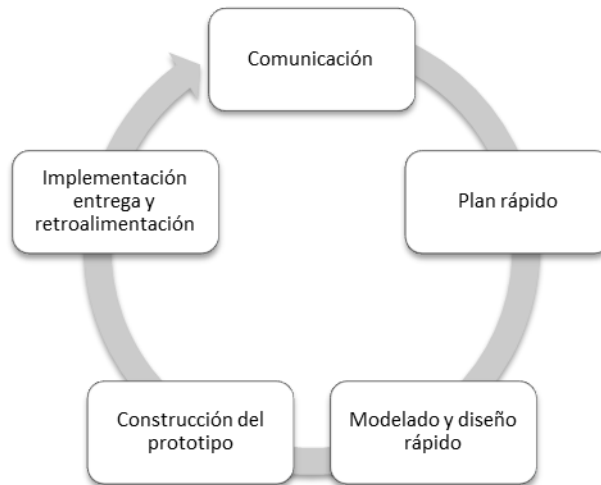 Comunicación
Plan rápido
Modelado y diseño
rápido
Construcción del
prototipo
Implementación
entrega y
retroalimentación